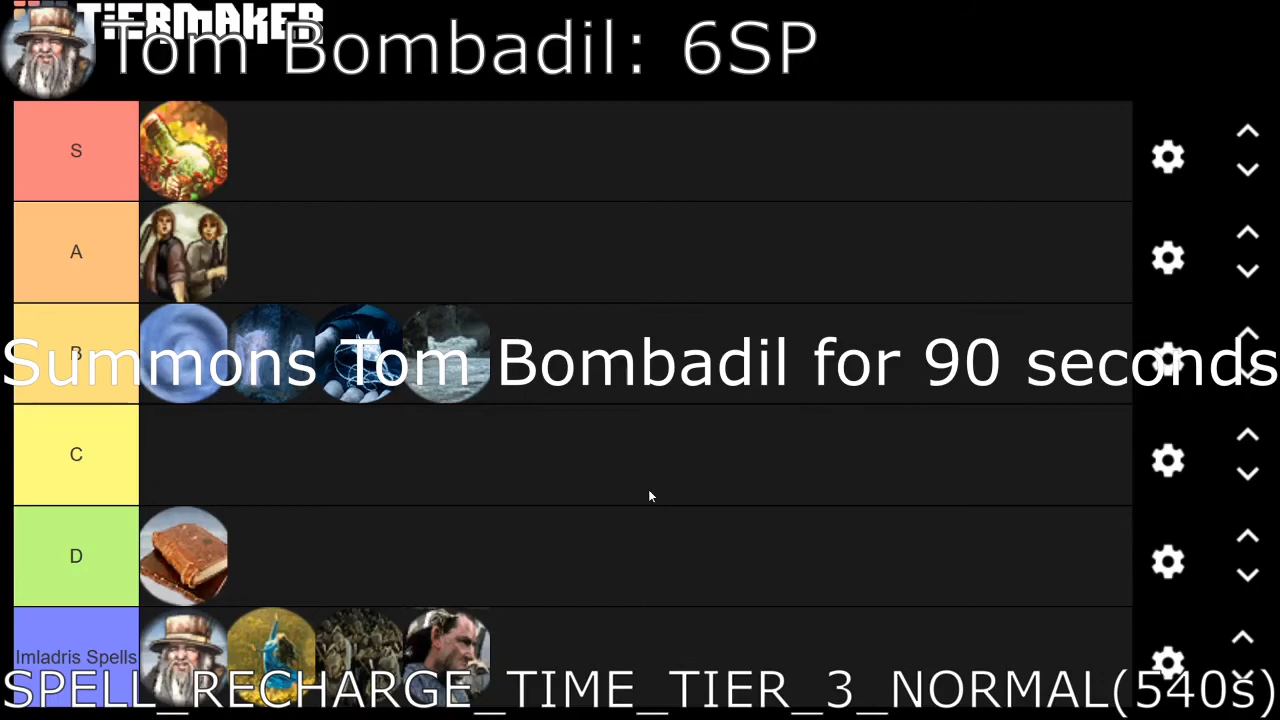 TiERMAKER
Tom Bombadil: 6SP
S
A
B
Summons Tom Bombadil for 90 seconds
C
D
Imladris Spells
SPELL_RECHARGE_TIME_TIER_3_NORMAL(540s)